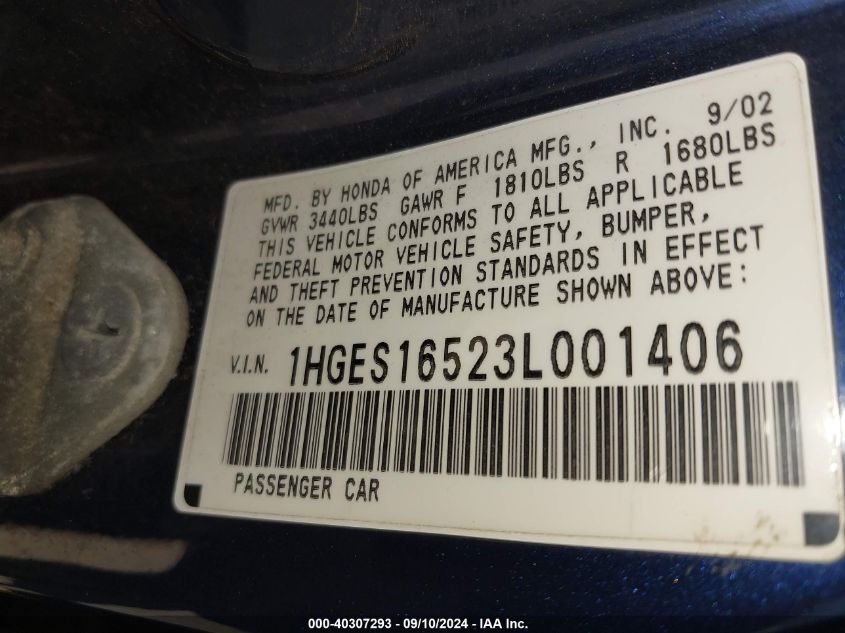 MFD. BY HONDA OF AMERICA MFG., INC. 9/02
GVWR 3440LBS GAWR F 1810LBS R 1680LBS
THIS VEHICLE CONFORMS TO ALL APPLICABLE
FEDERAL MOTOR VEHICLE SAFETY, BUMPER,
AND THEFT PREVENTION STANDARDS IN EFFECT
ON THE DATE OF MANUFACTURE SHOWN ABOVE:
V.I.N. 1HGES16523L001406
PASSENGER CAR
000-40307293 - 09/10/2024 - IAA Inc.